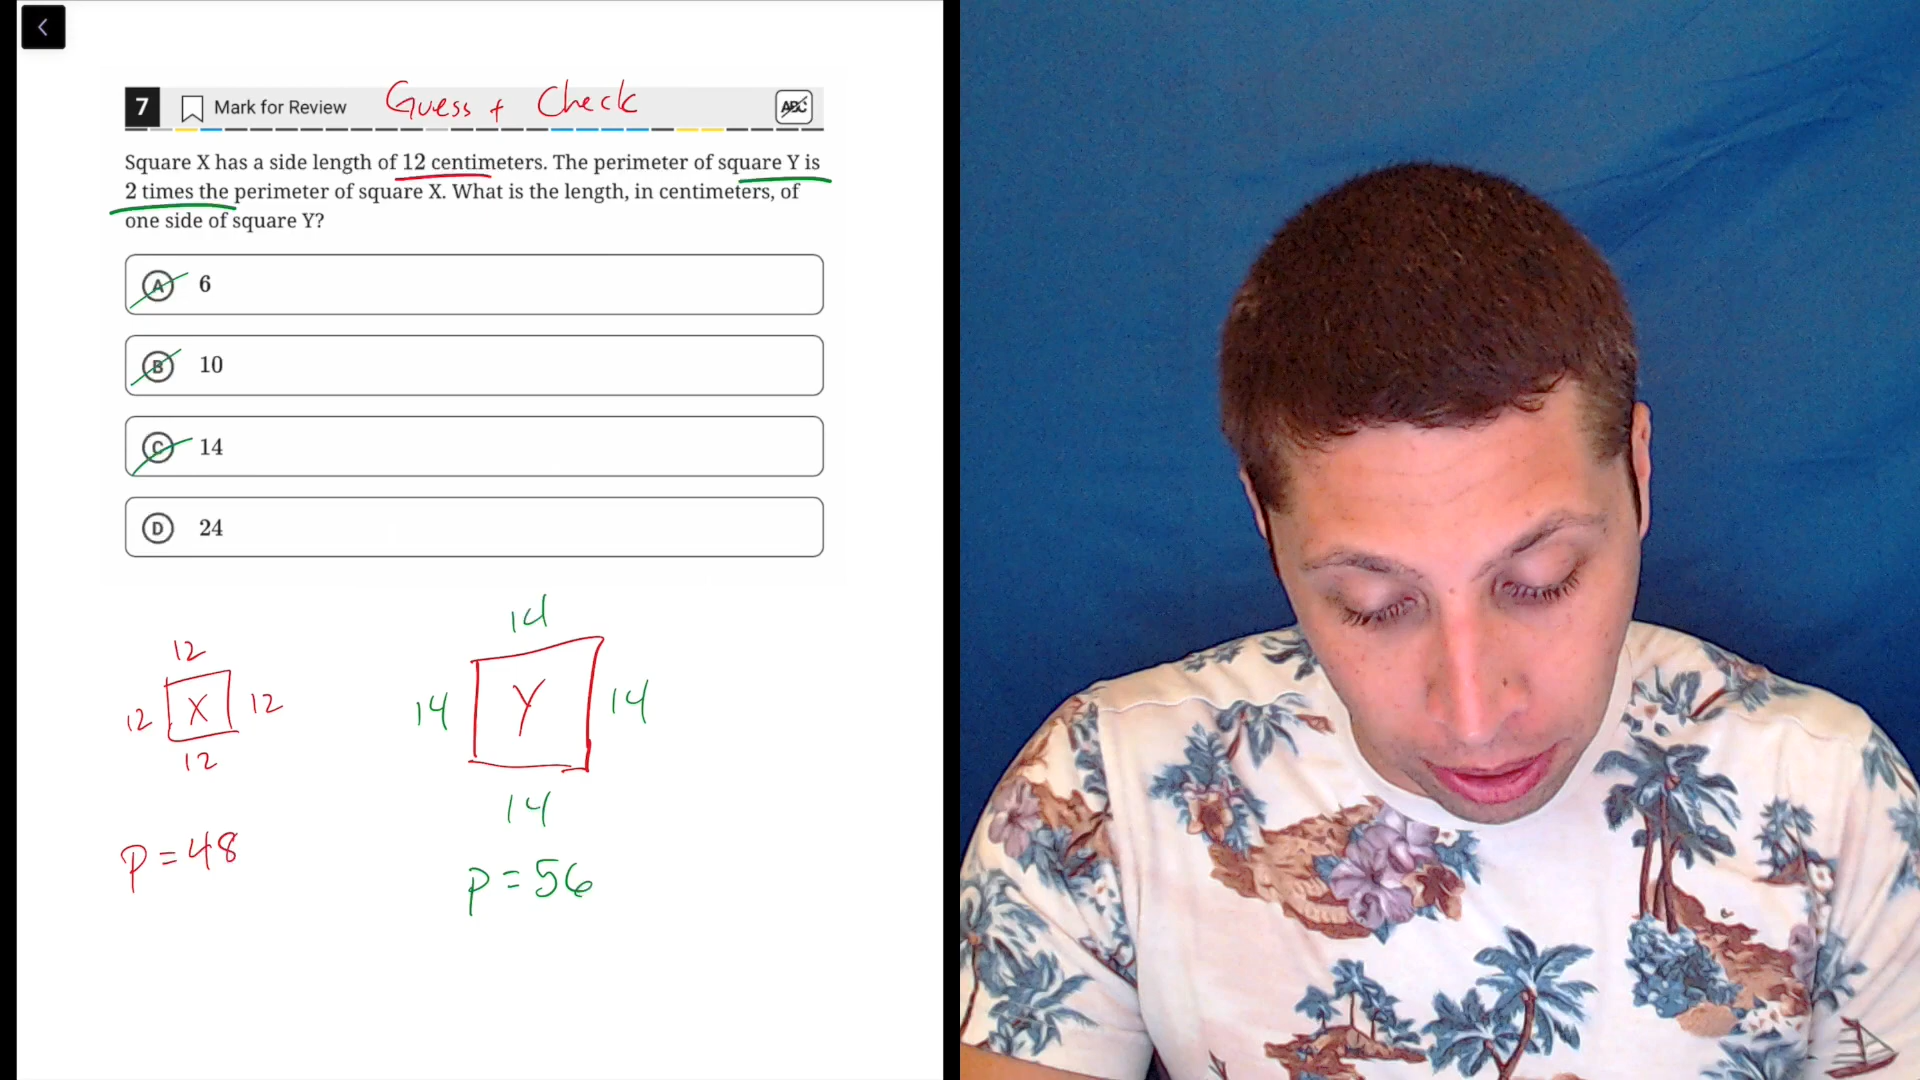 7 Mark for Review Guess + Check ABC
Square X has a side length of 12 centimeters. The perimeter of square Y is
2 times the perimeter of square X. What is the length, in centimeters, of
one side of square Y?
A 6
B 10
C 14
D 24
14
12
12 X 12
14 Y 14
12
14
P = 48
P = 56